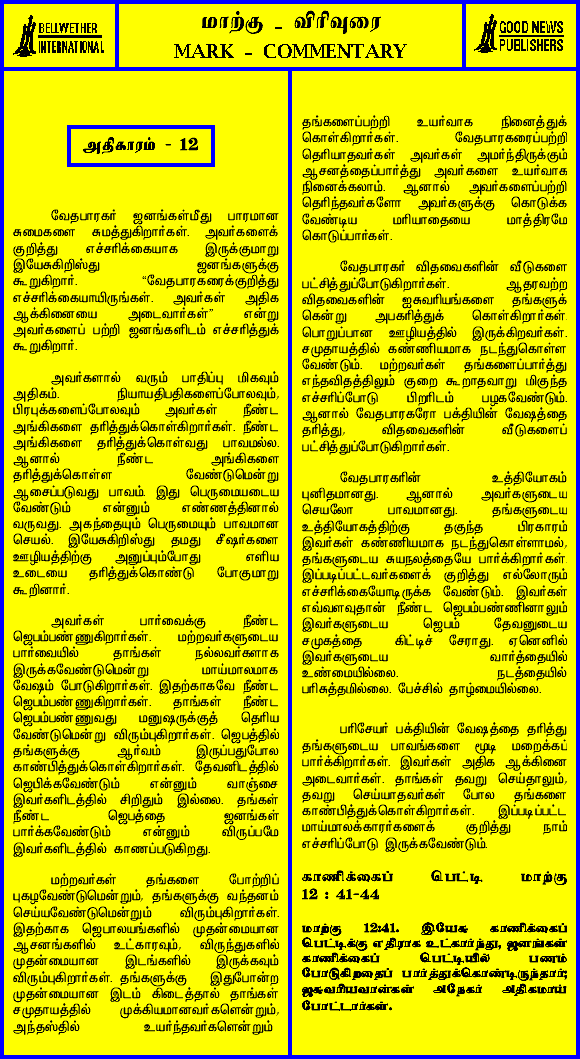 BELLWETHER
INTERNATIONAL
மாற்கு - விரிவுரை
MARK - COMMENTARY
GOOD NEWS
PUBLISHERS
அதிகாரம் - 12
வேதபாரகர் ஜனங்கள்மீது பாரமான
சுமைகளை சுமத்துகிறார்கள். அவர்களைக்
குறித்து எச்சரிக்கையாக இருக்குமாறு
இயேசுகிறிஸ்து ஜனங்களுக்கு
கூறுகிறார். “வேதபாரகரைக்குறித்து
எச்சரிக்கையாயிருங்கள். அவர்கள் அதிக
ஆக்கினையை அடைவார்கள்” என்று
அவர்களைப் பற்றி ஜனங்களிடம் எச்சரித்துக்
கூறுகிறார்.
அவர்களால் வரும் பாதிப்பு மிகவும்
அதிகம். நியாயதிபதிகளைப்போலவும்,
பிரபுக்களைப்போலவும் அவர்கள் நீண்ட
அங்கிகளை தரித்துக்கொள்கிறார்கள். நீண்ட
அங்கிகளை தரித்துக்கொள்வது பாவமல்ல.
ஆனால் நீண்ட அங்கிகளை
தரித்துக்கொள்ள வேண்டுமென்று
ஆசைப்படுவது பாவம். இது பெருமையடைய
வேண்டும் என்னும் எண்ணத்தினால்
வருவது. அகந்தையும் பெருமையும் பாவமான
செயல். இயேசுகிறிஸ்து தமது சீஷர்களை
ஊழியத்திற்கு அனுப்பும்போது எளிய
உடையை தரித்துக்கொண்டு போகுமாறு
கூறினார்.
அவர்கள் பார்வைக்கு நீண்ட
ஜெபம்பண்ணுகிறார்கள். மற்றவர்களுடைய
பார்வையில் தாங்கள் நல்லவர்களாக
இருக்கவேண்டுமென்று மாய்மாலமாக
வேஷம் போடுகிறார்கள். இதற்காகவே நீண்ட
ஜெபம்பண்ணுகிறார்கள். தாங்கள் நீண்ட
ஜெபம்பண்ணுவது மனுஷருக்குத் தெரிய
வேண்டுமென்று விரும்புகிறார்கள். ஜெபத்தில்
தங்களுக்கு ஆர்வம் இருப்பதுபோல
காண்பித்துக்கொள்கிறார்கள். தேவனிடத்தில்
ஜெபிக்கவேண்டும் என்னும் வாஞ்சை
இவர்களிடத்தில் சிறிதும் இல்லை. தங்கள்
நீண்ட ஜெபத்தை ஜனங்கள்
பார்க்கவேண்டும் என்னும் விருப்பமே
இவர்களிடத்தில் காணப்படுகிறது.
மற்றவர்கள் தங்களை போற்றிப்
புகழவேண்டுமென்றும், தங்களுக்கு வந்தனம்
செய்யவேண்டுமென்றும் விரும்புகிறார்கள்.
இதற்காக ஜெபாலயங்களில் முதன்மையான
ஆசனங்களில் உட்காரவும், விருந்துகளில்
முதன்மையான இடங்களில் இருக்கவும்
விரும்புகிறார்கள். தங்களுக்கு இதுபோன்ற
முதன்மையான இடம் கிடைத்தால் தாங்கள்
சமுதாயத்தில் முக்கியமானவர்களென்றும்,
அந்தஸ்தில் உயர்ந்தவர்களென்றும்
தங்களைப்பற்றி உயர்வாக நினைத்துக்
கொள்கிறார்கள். வேதபாரகரைப்பற்றி
தெரியாதவர்கள் அவர்கள் அமர்ந்திருக்கும்
ஆசனத்தைப்பார்த்து அவர்களை உயர்வாக
நினைக்கலாம். ஆனால் அவர்களைப்பற்றி
தெரிந்தவர்களோ அவர்களுக்கு கொடுக்க
வேண்டிய மரியாதையை மாத்திரமே
கொடுப்பார்கள்.
வேதபாரகர் விதவைகளின் வீடுகளை
பட்சித்துப்போடுகிறார்கள். ஆதரவற்ற
விதவைகளின் ஐசுவரியங்களை தங்களுக்
கென்று அபகரித்துக் கொள்கிறார்கள்.
பொறுப்பான ஊழியத்தில் இருக்கிறவர்கள்.
சமுதாயத்தில் கண்ணியமாக நடந்துகொள்ள
வேண்டும். மற்றவர்கள் தங்களைப்பார்த்து
எந்தவிதத்திலும் குறை கூறாதவாறு மிகுந்த
எச்சரிப்போடு பிறரிடம் பழகவேண்டும்.
ஆனால் வேதபாரகரோ பக்தியின் வேஷத்தை
தரித்து, விதவைகளின் வீடுகளைப்
பட்சித்துப்போடுகிறார்கள்.
வேதபாரகரின் உத்தியோகம்
புனிதமானது. ஆனால் அவர்களுடைய
செயலோ பாவமானது. தங்களுடைய
உத்தியோகத்திற்கு தகுந்த பிரகாரம்
இவர்கள் கண்ணியமாக நடந்துகொள்ளாமல்,
தங்களுடைய சுயநலத்தையே பார்க்கிறார்கள்.
இப்படிப்பட்டவர்களைக் குறித்து எல்லோரும்
எச்சரிக்கையோடிருக்க வேண்டும். இவர்கள்
எவ்வளவுதான் நீண்ட ஜெபம்பண்ணினாலும்
இவர்களுடைய ஜெபம் தேவனுடைய
சமுகத்தை கிட்டிச் சேராது. ஏனெனில்
இவர்களுடைய வார்த்தையில்
உண்மையில்லை. நடத்தையில்
பரிசுத்தமில்லை. பேச்சில் தாழ்மையில்லை.
பரிசேயர் பக்தியின் வேஷத்தை தரித்து
தங்களுடைய பாவங்களை மூடி மறைக்கப்
பார்க்கிறார்கள். இவர்கள் அதிக ஆக்கினை
அடைவார்கள். தாங்கள் தவறு செய்தாலும்,
தவறு செய்யாதவர்கள் போல தங்களை
காண்பித்துக்கொள்கிறார்கள். இப்படிப்பட்ட
மாய்மாலக்காரர்களைக் குறித்து நாம்
எச்சரிப்போடு இருக்கவேண்டும்.
காணிக்கைப் பெட்டி மாற்கு
12 : 41-44
மாற்கு 12:41. இயேசு காணிக்கைப்
பெட்டிக்கு எதிராக உட்கார்ந்து, ஜனங்கள்
காணிக்கைப் பெட்டியில் பணம்
போடுகிறதைப் பார்த்துக்கொண்டிருந்தார்;
ஐசுவரியவான்கள் அநேகர் அதிகமாய்
போட்டார்கள்.